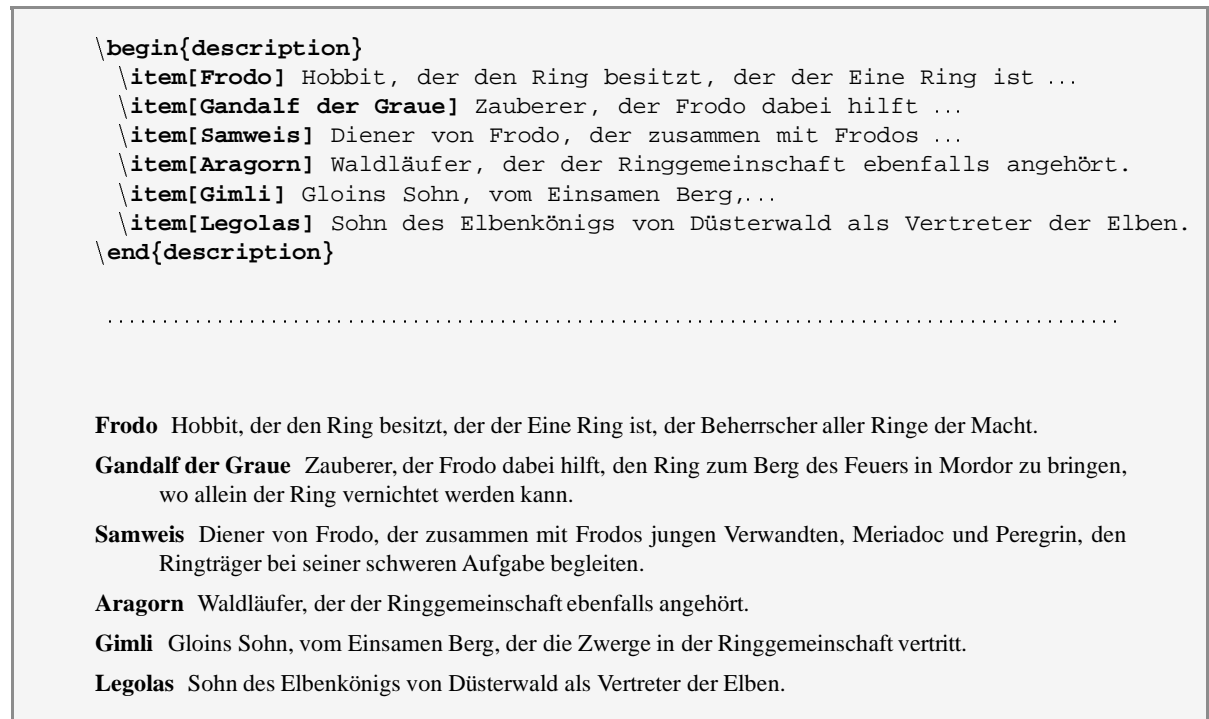 \begin{description}
\item[Frodo] Hobbit, der den Ring besitzt, der der Eine Ring ist ...
\item[Gandalf der Graue] Zauberer, der Frodo dabei hilft ...
\item[Samweis] Diener von Frodo, der zusammen mit Frodos ...
\item[Aragorn] Waldläufer, der der Ringgemeinschaft ebenfalls angehört.
\item[Gimli] Gloins Sohn, vom Einsamen Berg,...
\item[Legolas] Sohn des Elbenkönigs von Düsterwald als Vertreter der Elben.
\end{description}
Frodo Hobbit, der den Ring besitzt, der der Eine Ring ist, der Beherrscher aller Ringe der Macht.
Gandalf der Graue Zauberer, der Frodo dabei hilft, den Ring zum Berg des Feuers in Mordor zu bringen,
wo allein der Ring vernichtet werden kann.
Samweis Diener von Frodo, der zusammen mit Frodos jungen Verwandten, Meriadoc und Peregrin, den
Ringträger bei seiner schweren Aufgabe begleiten.
Aragorn Waldläufer, der der Ringgemeinschaft ebenfalls angehört.
Gimli Gloins Sohn, vom Einsamen Berg, der die Zwerge in der Ringgemeinschaft vertritt.
Legolas Sohn des Elbenkönigs von Düsterwald als Vertreter der Elben.